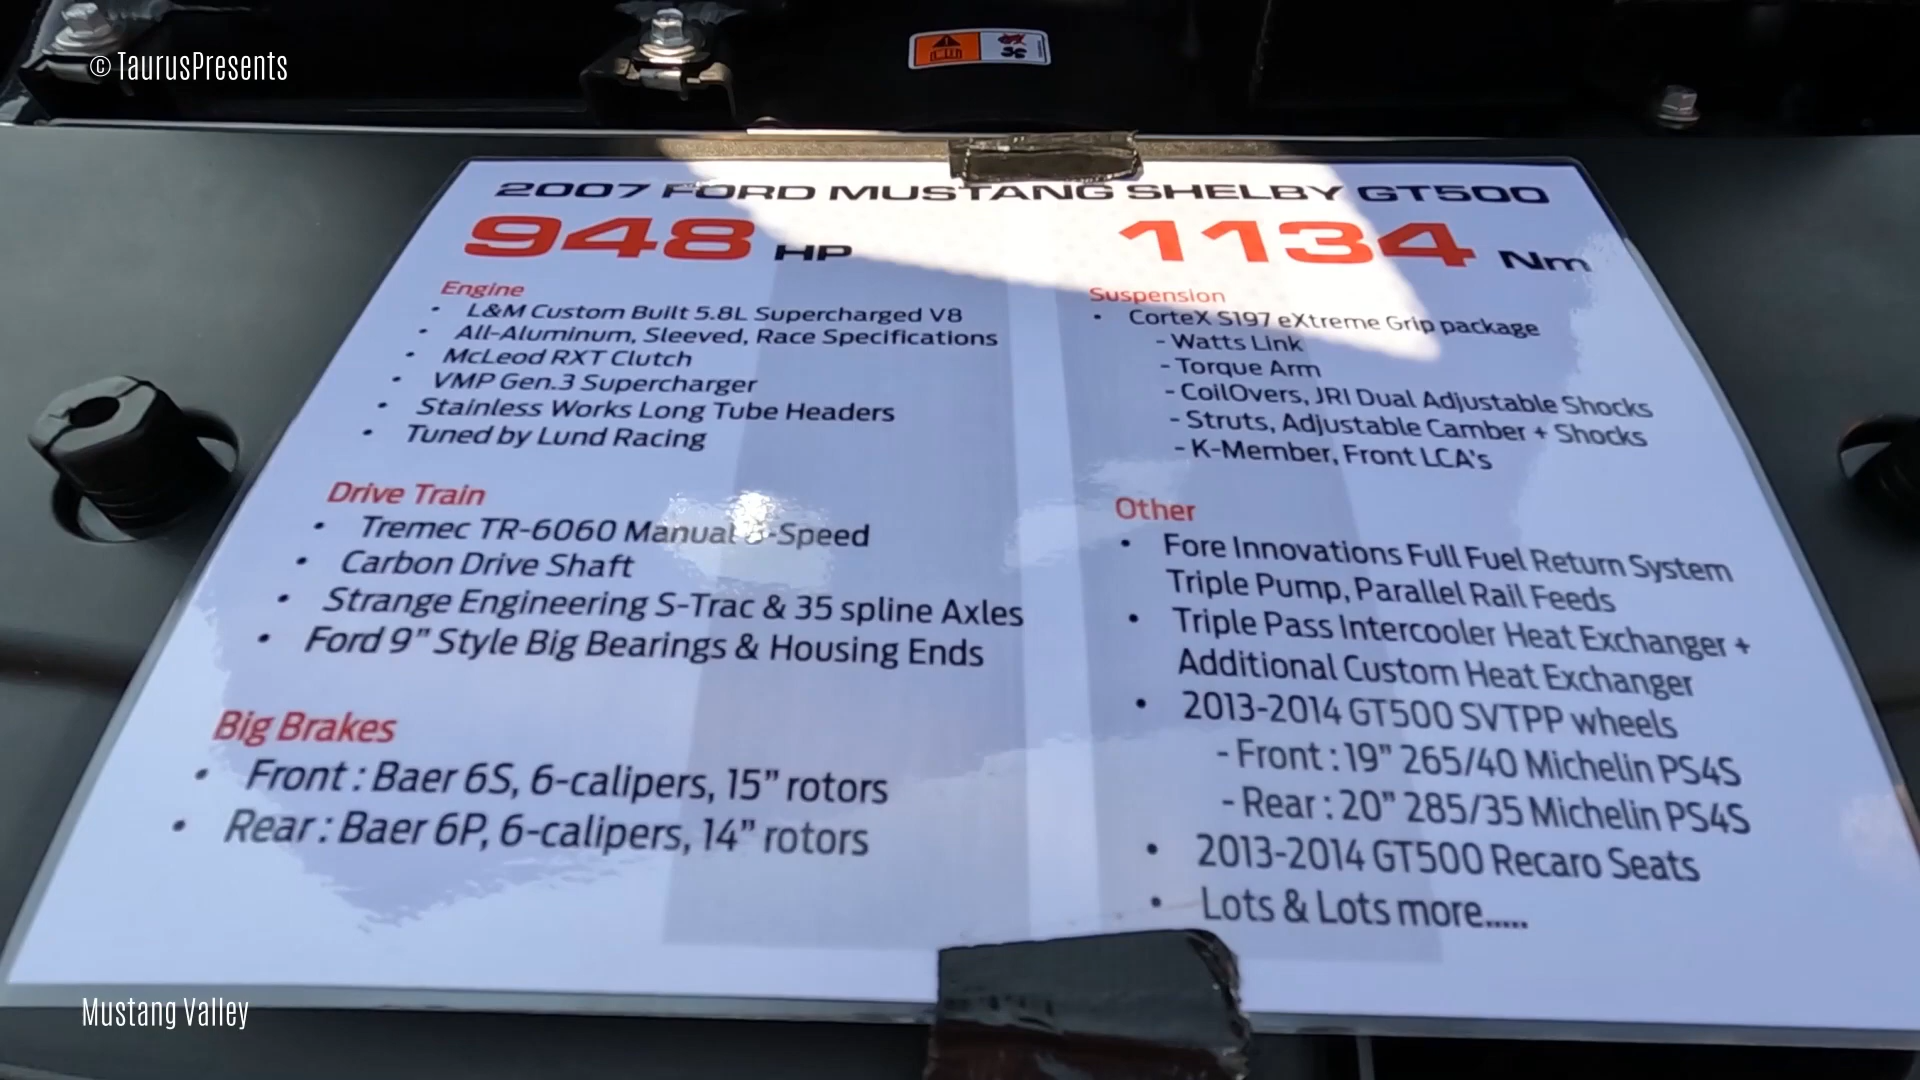 © TaurusPresents
2007 FORD MUSTANG SHELBY GT500
948 HP
1134 Nm
Engine
• L&M Custom Built 5.8L Supercharged V8
• All-Aluminum, Sleeved, Race Specifications
• McLeod RXT Clutch
• VMP Gen.3 Supercharger
• Stainless Works Long Tube Headers
• Tuned by Lund Racing
Drive Train
• Tremec TR-6060 Manual -Speed
• Carbon Drive Shaft
• Strange Engineering S-Trac & 35 spline Axles
• Ford 9” Style Big Bearings & Housing Ends
Big Brakes
• Front : Baer 6S, 6-calipers, 15” rotors
• Rear : Baer 6P, 6-calipers, 14” rotors
Suspension
• CorteX S197 eXtreme Grip package
- Watts Link
- Torque Arm
- CoilOvers, JRI Dual Adjustable Shocks
- Struts, Adjustable Camber + Shocks
- K-Member, Front LCA's
Other
• Fore Innovations Full Fuel Return System
Triple Pump, Parallel Rail Feeds
• Triple Pass Intercooler Heat Exchanger +
Additional Custom Heat Exchanger
• 2013-2014 GT500 SVTPP wheels
- Front : 19” 265/40 Michelin PS4S
- Rear : 20” 285/35 Michelin PS4S
• 2013-2014 GT500 Recaro Seats
• Lots & Lots more.....
Mustang Valley